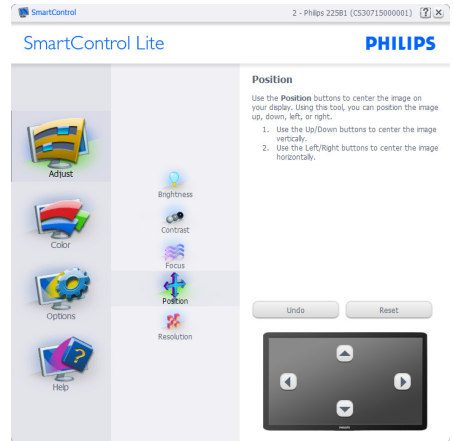 SmartControl
2 - Philips 225B1 (CS30715000001)
SmartControl Lite
PHILIPS
Adjust
Color
Options
Help
Brightness
Contrast
Focus
Position
Resolution
Position
Use the Position buttons to center the image on
your display. Using this tool, you can position the image
up, down, left, or right.
1. Use the Up/Down buttons to center the image
vertically.
2. Use the Left/Right buttons to center the image
horizontally.
Undo
Reset
PHILIPS